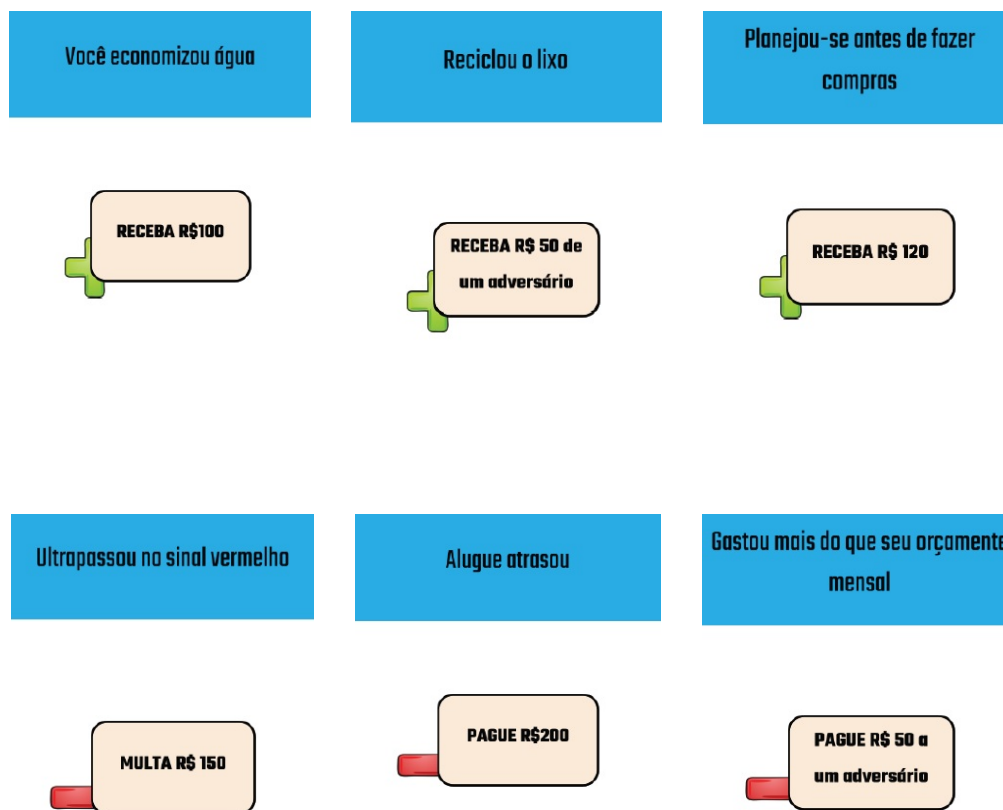 Você economizou água
Reciclou o lixo
Planejou-se antes de fazer
compras
RECEBA R$100
RECEBA R$ 50 de
um adversário
RECEBA R$ 120
Ultrapassou no sinal vermelho
Alugue atrasou
Gastou mais do que seu orçamente
mensal
MULTA R$ 150
PAGUE R$200
PAGUE R$ 50 a
um adversário